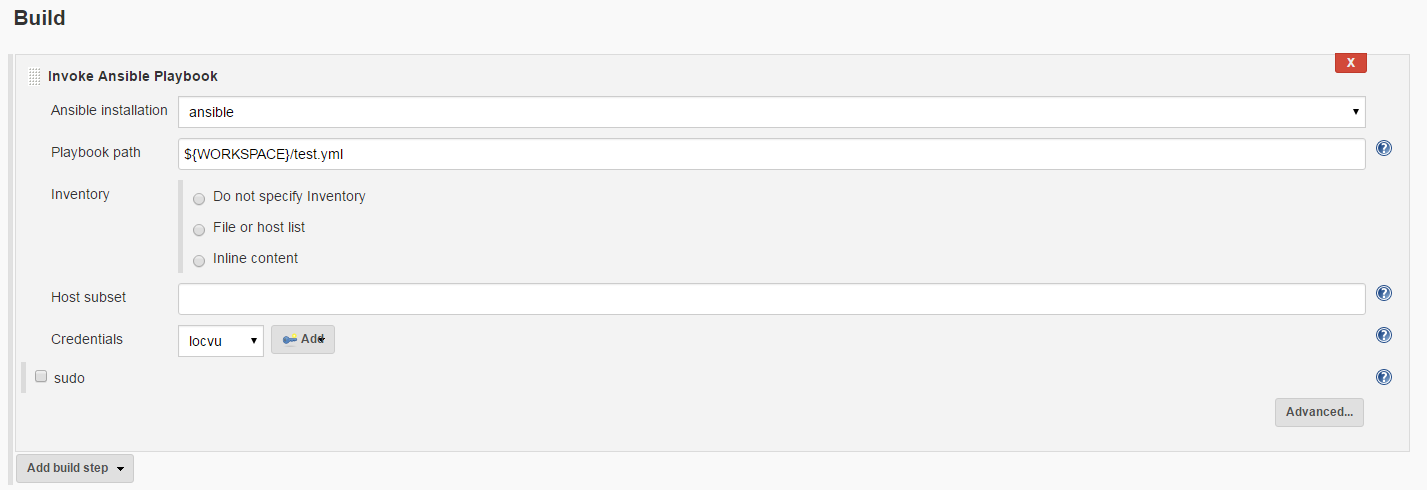 Build
X
Invoke Ansible Playbook
Ansible installation ansible
Playbook path ${WORKSPACE}/test.yml
Inventory Do not specify Inventory
File or host list
Inline content
Host subset
Credentials locvu Add
sudo
Advanced...
Add build step